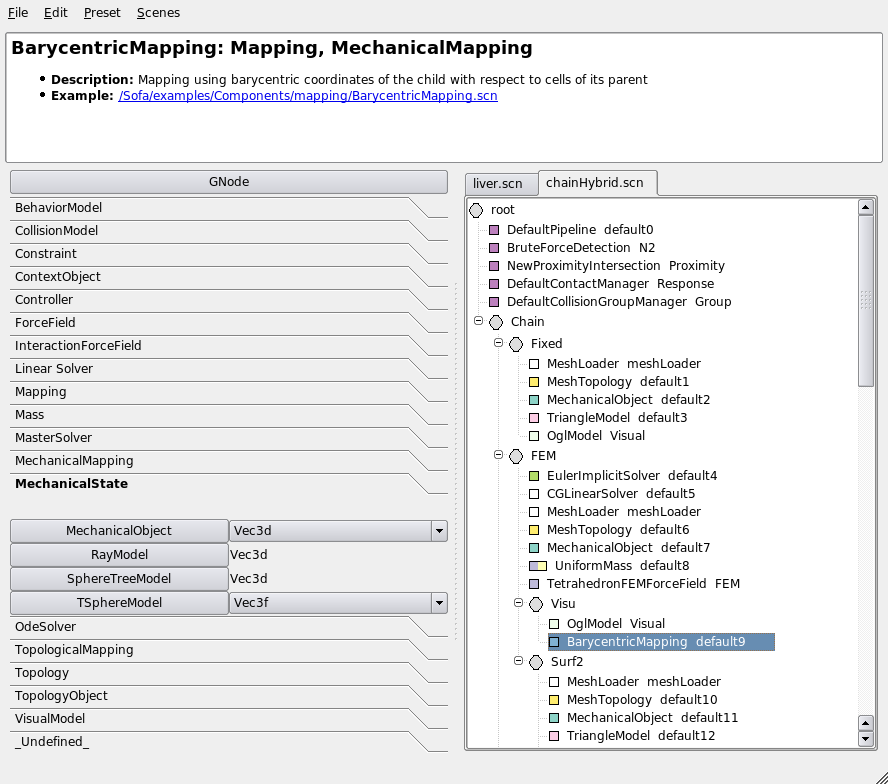 File Edit Preset Scenes
BarycentricMapping: Mapping, MechanicalMapping
Description: Mapping using barycentric coordinates of the child with respect to cells of its parent
Example: /Sofa/examples/Components/mapping/BarycentricMapping.scn
GNode
BehaviorModel
CollisionModel
Constraint
ContextObject
Controller
ForceField
InteractionForceField
Linear Solver
Mapping
Mass
MasterSolver
MechanicalMapping
MechanicalState
MechanicalObject Vec3d
RayModel Vec3d
SphereTreeModel Vec3d
TSphereModel Vec3f
OdeSolver
TopologicalMapping
Topology
TopologyObject
VisualModel
_Undefined_
liver.scn chainHybrid.scn
root
DefaultPipeline default0
BruteForceDetection N2
NewProximityIntersection Proximity
DefaultContactManager Response
DefaultCollisionGroupManager Group
Chain
Fixed
MeshLoader meshLoader
MeshTopology default1
MechanicalObject default2
TriangleModel default3
OglModel Visual
FEM
EulerImplicitSolver default4
CGLinearSolver default5
MeshLoader meshLoader
MeshTopology default6
MechanicalObject default7
UniformMass default8
TetrahedronFEMForceField FEM
Visu
OglModel Visual
BarycentricMapping default9
Surf2
MeshLoader meshLoader
MeshTopology default10
MechanicalObject default11
TriangleModel default12